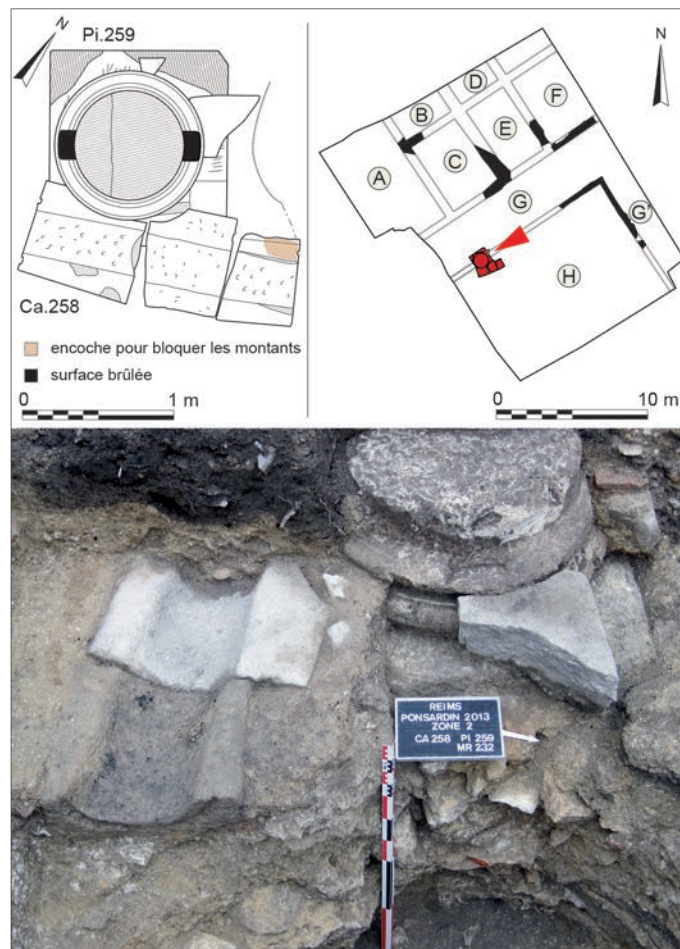 Pi.259
N
Ca.258
encoche pour bloquer les montants
surface brûlée
0 1 m
N
A
B
C
D
E
F
G
G'
H
0 10 m
REIMS
PONSARDIN 2013
ZONE 2
CA 258 PI 259
MR 232